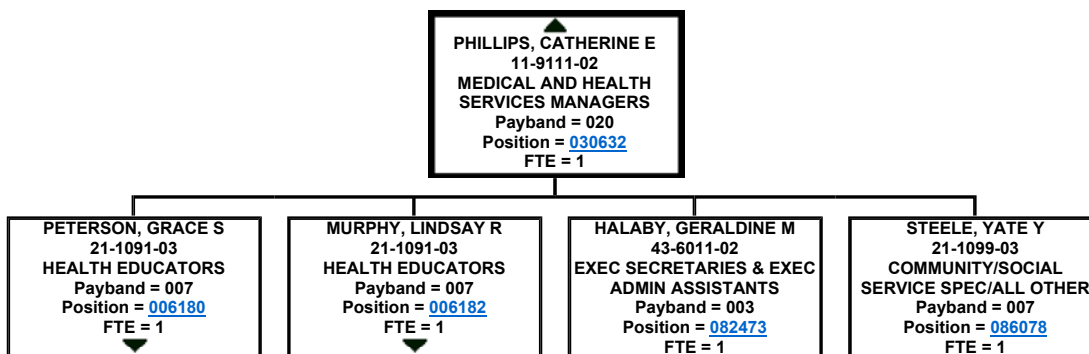 PHILLIPS, CATHERINE E
11-9111-02
MEDICAL AND HEALTH
SERVICES MANAGERS
Payband = 020
Position = 030632
FTE = 1
PETERSON, GRACE S
21-1091-03
HEALTH EDUCATORS
Payband = 007
Position = 006180
FTE = 1
MURPHY, LINDSAY R
21-1091-03
HEALTH EDUCATORS
Payband = 007
Position = 006182
FTE = 1
HALABY, GERALDINE M
43-6011-02
EXEC SECRETARIES & EXEC
ADMIN ASSISTANTS
Payband = 003
Position = 082473
FTE = 1
STEELE, YATE Y
21-1099-03
COMMUNITY/SOCIAL
SERVICE SPEC/ALL OTHER
Payband = 007
Position = 086078
FTE = 1